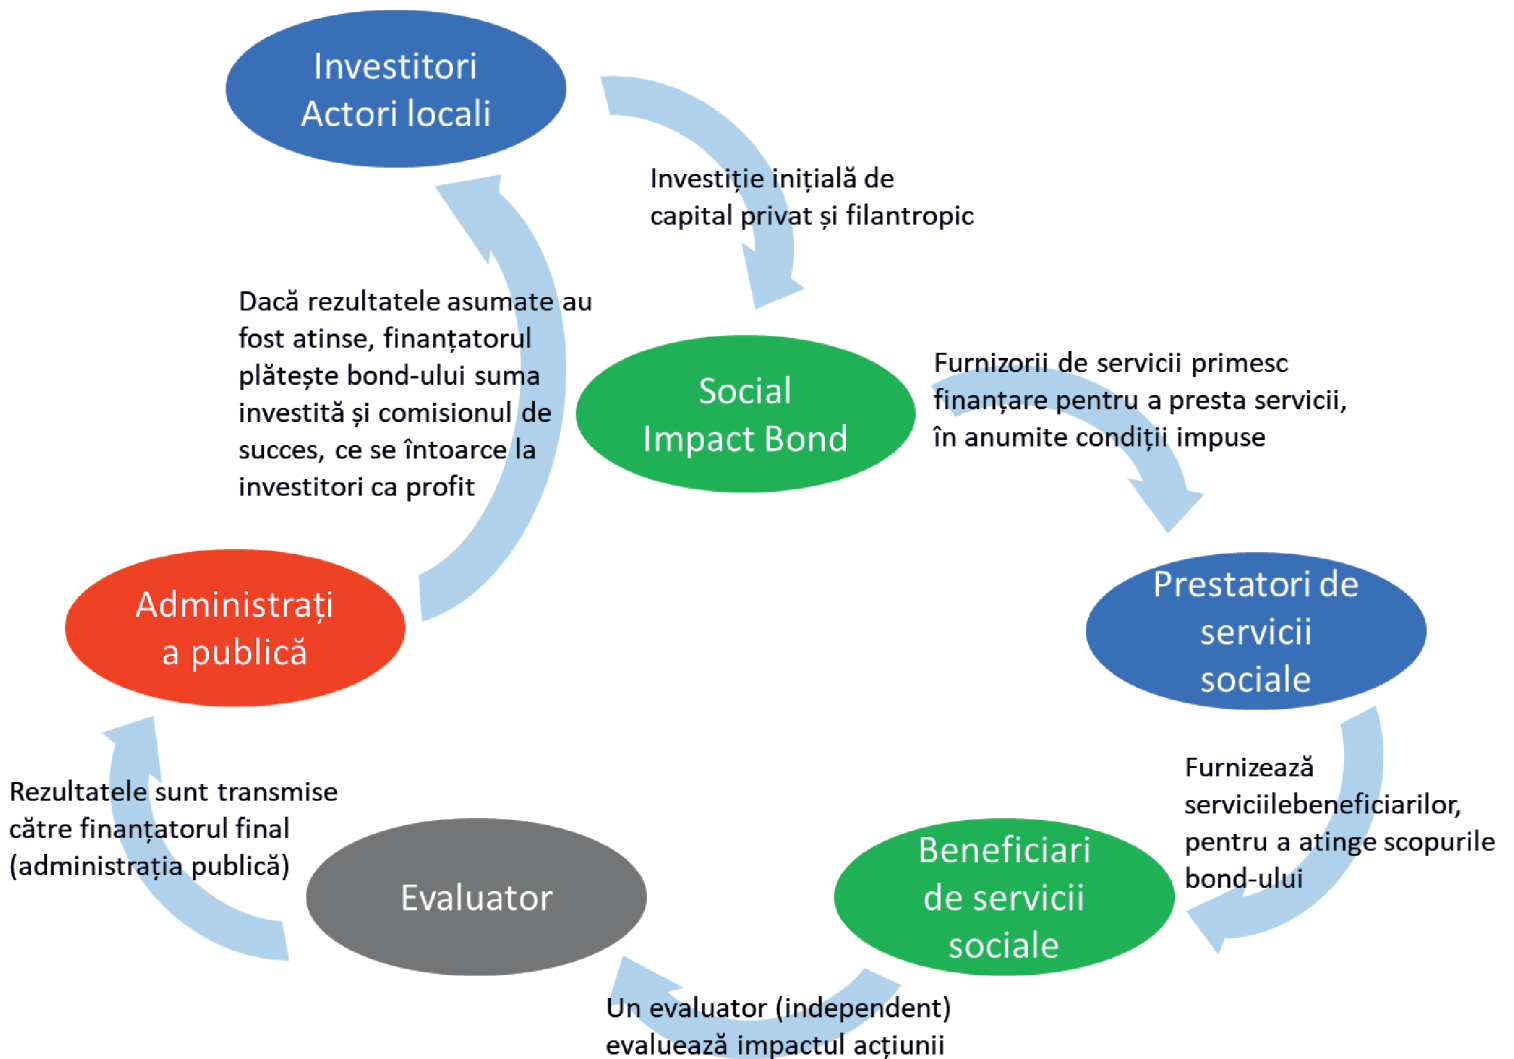 Investitori
Actori locali
Investiție inițială de
capital privat și filantropic
Social
Impact Bond
Furnizorii de servicii primesc
finanțare pentru a presta servicii,
în anumite condiții impuse
Prestatori de
servicii
sociale
Furnizează
serviciilebeneficiarilor,
pentru a atinge scopurile
bond-ului
Beneficiari
de servicii
sociale
Un evaluator (independent)
evaluează impactul acțiunii
Evaluator
Rezultatele sunt transmise
către finanțatorul final
(administrația publică)
Administrați
a publică
Dacă rezultatele asumate au
fost atinse, finanțatorul
plătește bond-ului suma
investită și comisionul de
succes, ce se întoarce la
investitori ca profit